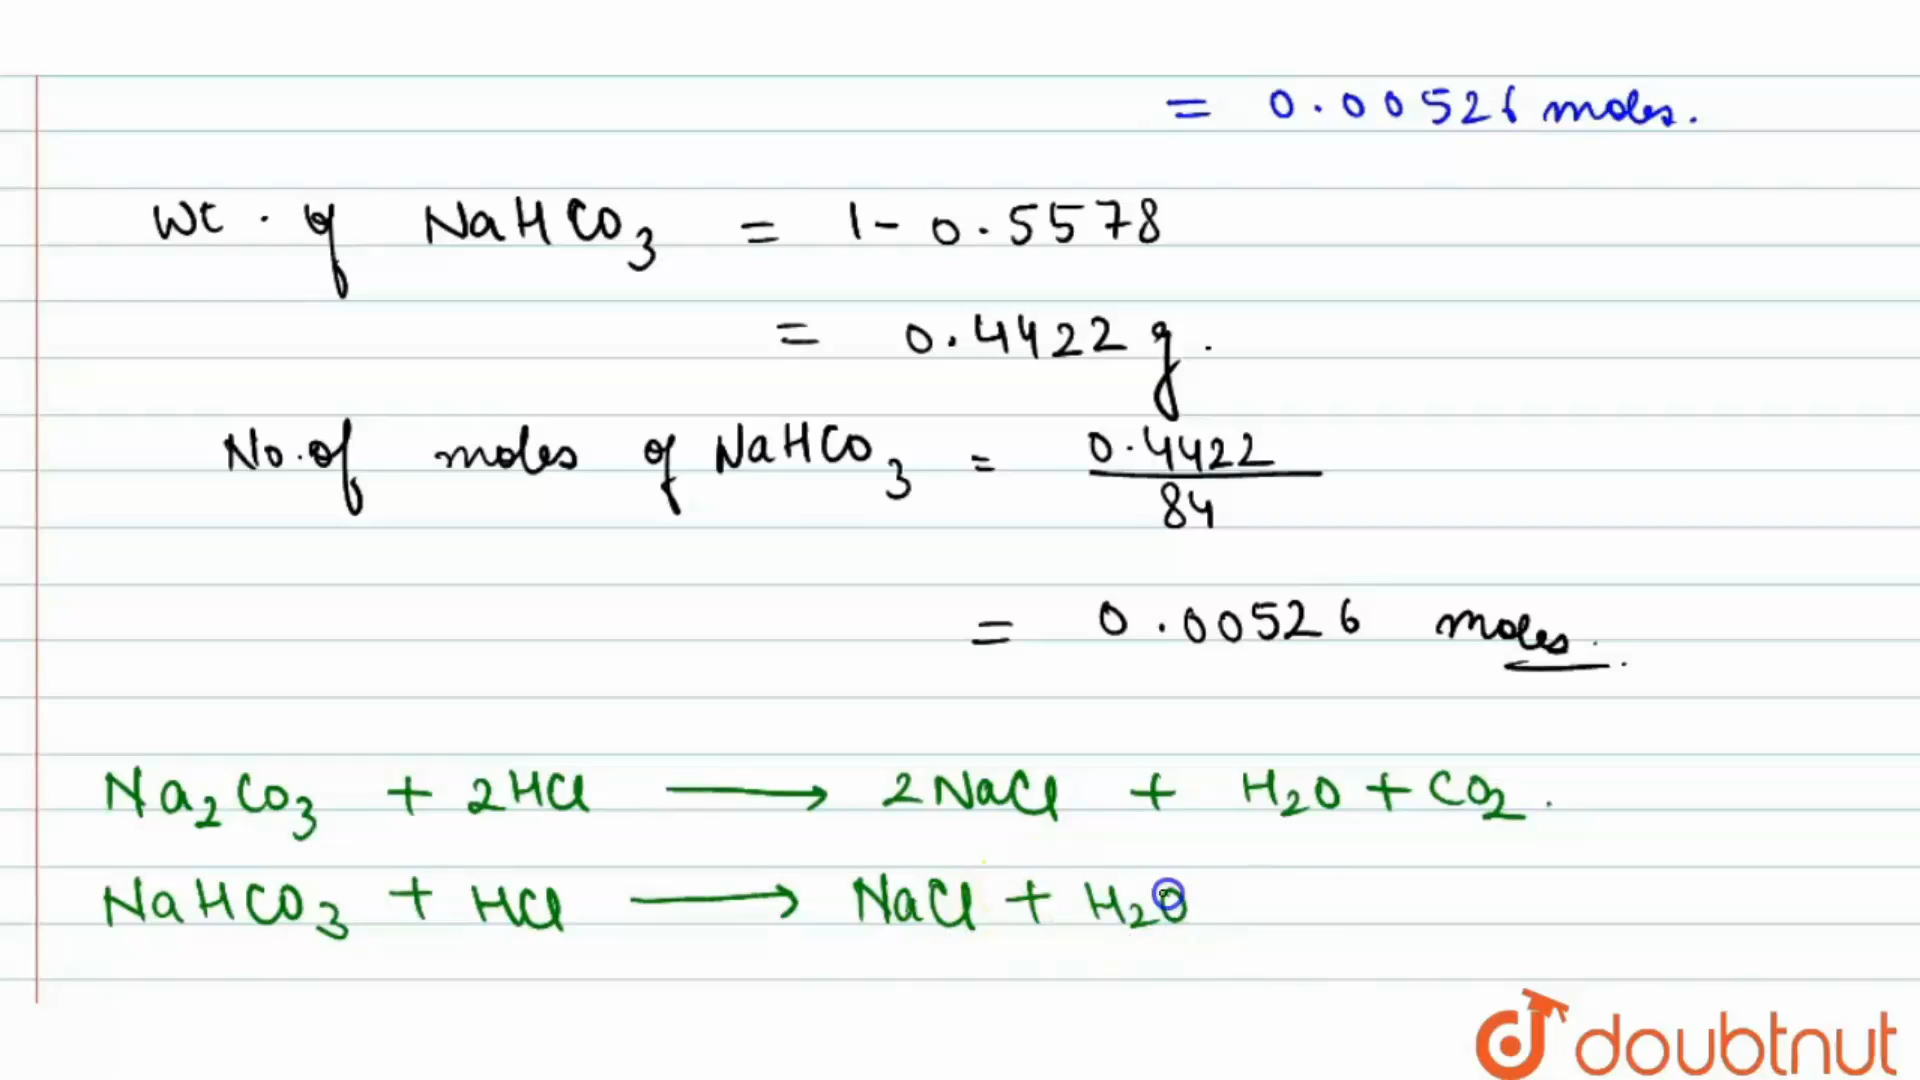 = 0.00526 moles.
Wt. of NaHCO3 = 1 - 0.5578
= 0.4422 g.
No. of moles of NaHCO3 = 0.4422
84
= 0.00526 moles.
Na2CO3 + 2HCl ⟶ 2NaCl + H2O + CO2.
NaHCO3 + HCl ⟶ NaCl + H2O
doubtnut